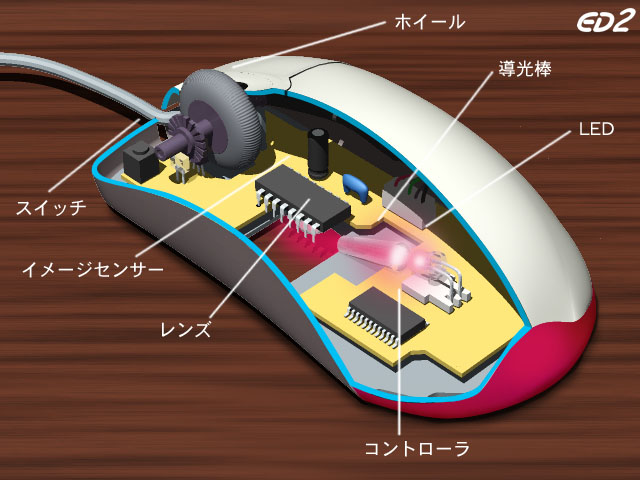 ED2
ホイール
導光棒
LED
スイッチ
イメージセンサー
レンズ
コントローラ